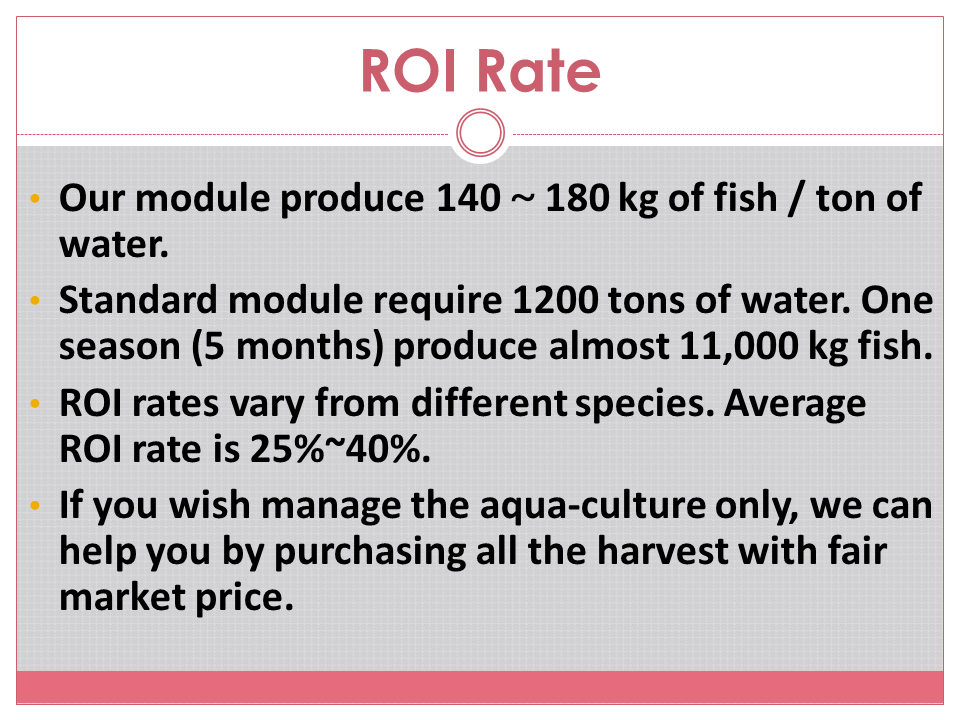 ROI Rate
• Our module produce 140 ~ 180 kg of fish / ton of
water.
• Standard module require 1200 tons of water. One
season (5 months) produce almost 11,000 kg fish.
• ROI rates vary from different species. Average
ROI rate is 25%~40%.
• If you wish manage the aqua-culture only, we can
help you by purchasing all the harvest with fair
market price.